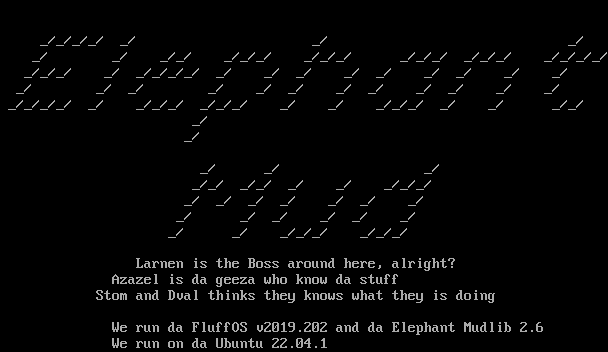 Elephant
Mud
Larnen is the Boss around here, alright?
Azazel is da geeza who know da stuff
Stom and Dval thinks they knows what they is doing
We run da FluffOS v2019.202 and da Elephant Mudlib 2.6
We run on da Ubuntu 22.04.1